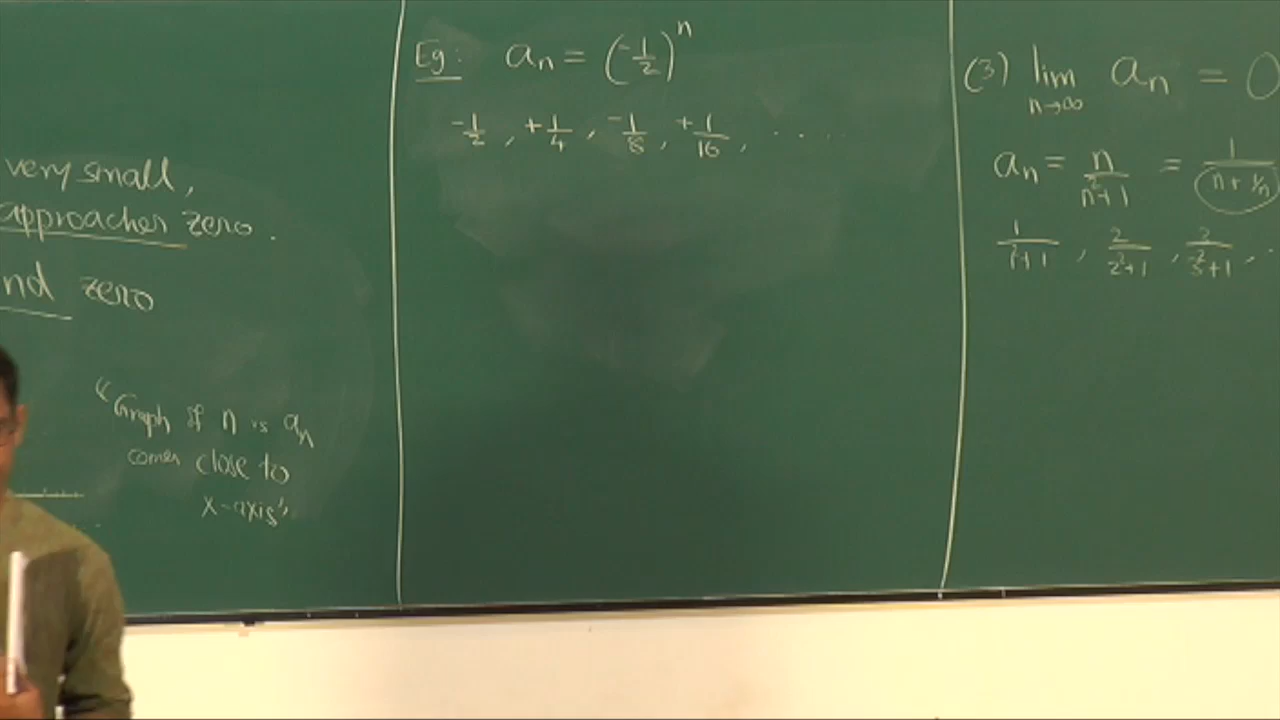 very small,
approaches zero.
nd zero
"Graph of n vs aₙ
comes close to
x-axis"
Eg: aₙ = (-1/2)ⁿ
-1/2, +1/4, -1/8, +1/16, .....
(3) lim n→∞ aₙ = 0
aₙ = n/(n²+1) = 1/(n + 1/n)
1/(1²+1), 2/(2²+1), 3/(3²+1), ..